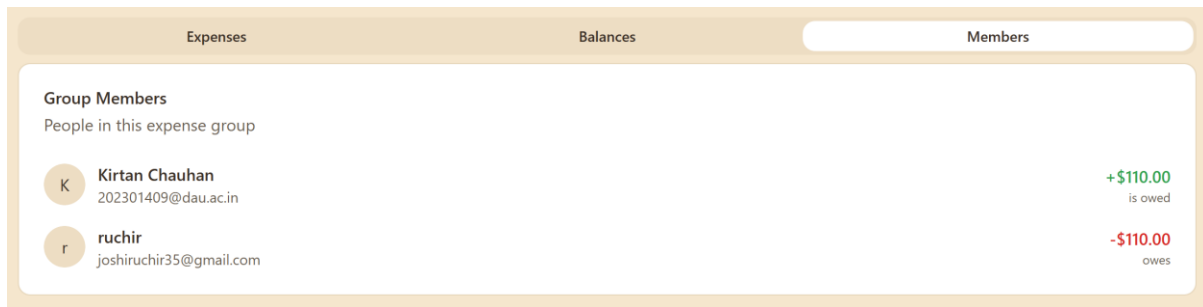 Expenses Balances Members
Group Members
People in this expense group
K Kirtan Chauhan +$110.00
202301409@dau.ac.in is owed
r ruchir -$110.00
joshiruchir35@gmail.com owes